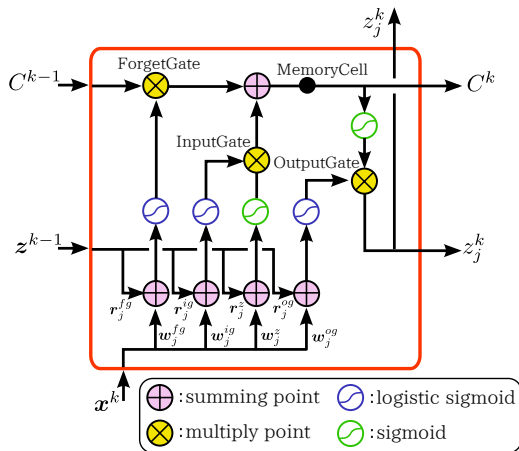 z_j^k
ForgetGate
MemoryCell
C^{k-1}
C^k
InputGate
OutputGate
z^{k-1}
z_j^k
r_j^{fg} r_j^{ig} r_j^z r_j^{og}
w_j^{fg} w_j^{ig} w_j^z w_j^{og}
x^k
:summing point :logistic sigmoid
:multiply point :sigmoid